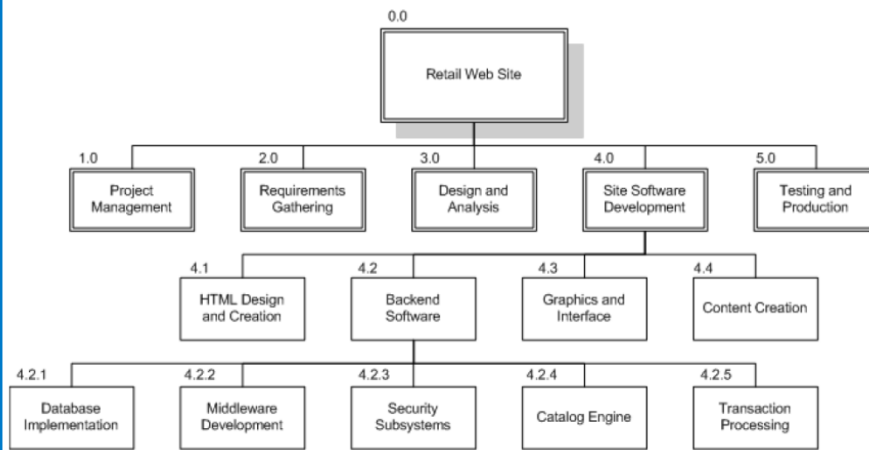 0.0
Retail Web Site
1.0
2.0
3.0
4.0
5.0
Project
Management
Requirements
Gathering
Design and
Analysis
Site Software
Development
Testing and
Production
4.1
4.2
4.3
4.4
HTML Design
and Creation
Backend
Software
Graphics and
Interface
Content Creation
4.2.1
4.2.2
4.2.3
4.2.4
4.2.5
Database
Implementation
Middleware
Development
Security
Subsystems
Catalog Engine
Transaction
Processing